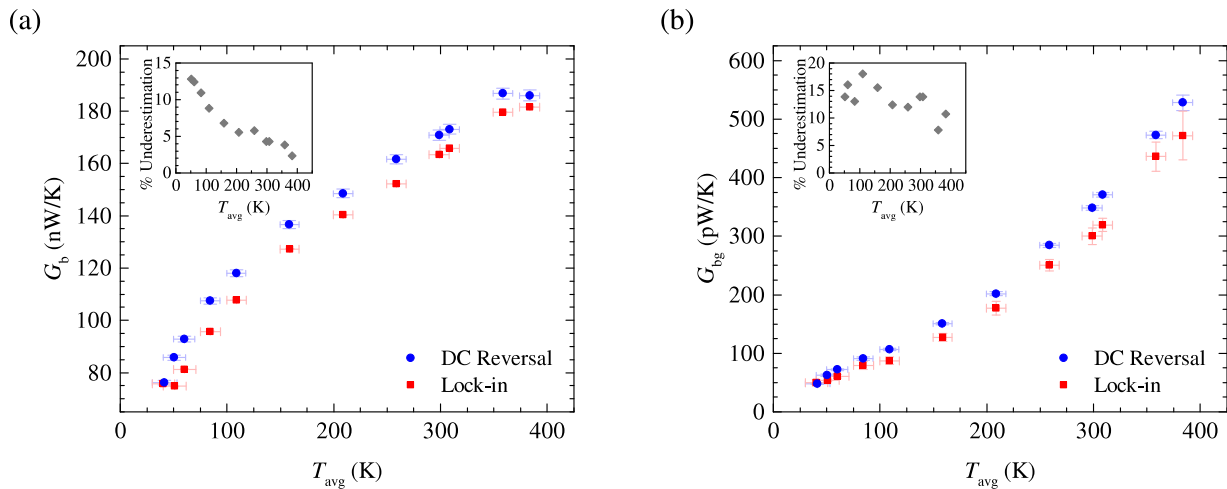 (a)
200
180
160
140
120
100
80
G_b (nW/K)
0
100
200
300
400
T_avg (K)
15
10
5
0
% Underestimation
0 100 200 300 400
T_avg (K)
DC Reversal
Lock-in
(b)
600
500
400
300
200
100
0
G_bg (pW/K)
0
100
200
300
400
T_avg (K)
20
15
10
5
0
% Underestimation
0 100 200 300 400
T_avg (K)
DC Reversal
Lock-in